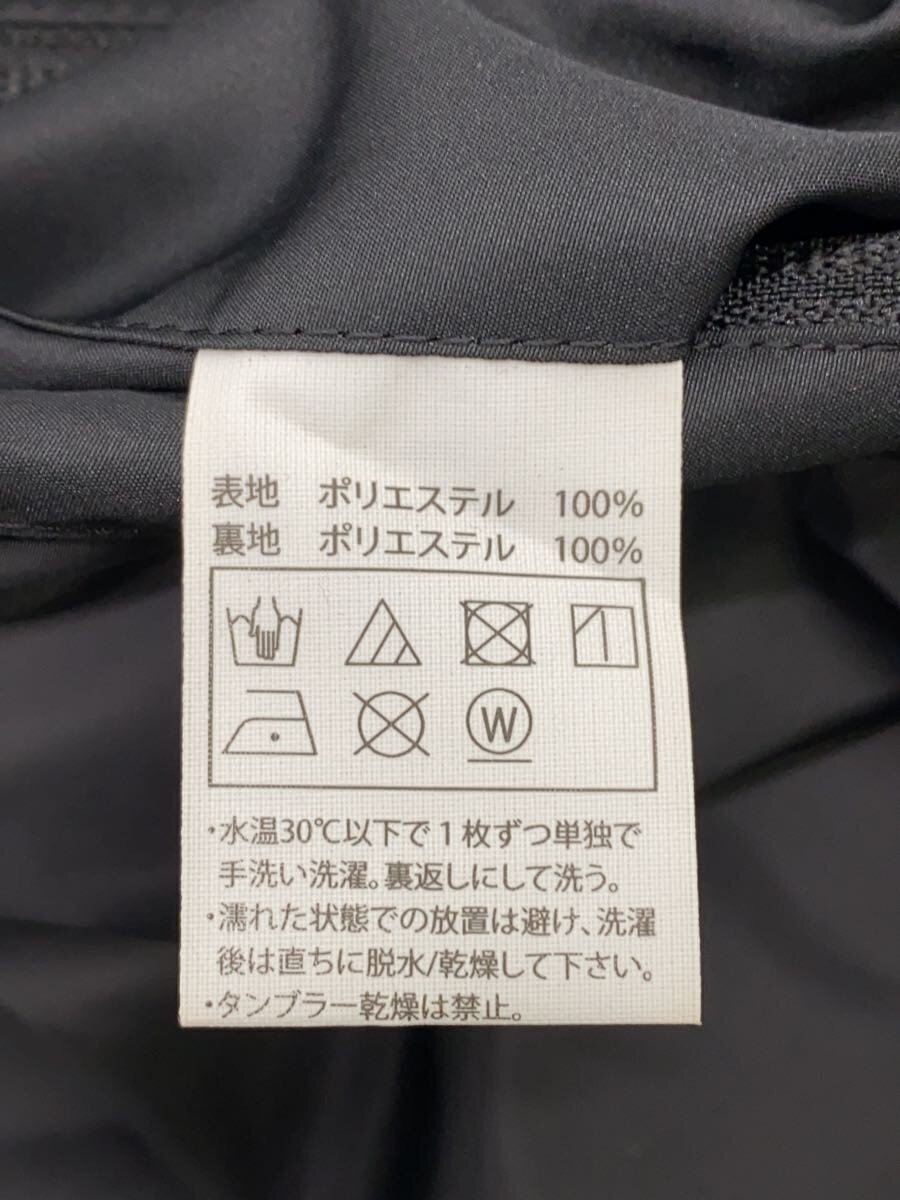 表地 ポリエステル 100%
裏地 ポリエステル 100%
W
・水温30℃以下で1枚ずつ単独で
手洗い洗濯。裏返しにして洗う。
・濡れた状態での放置は避け、洗濯
後は直ちに脱水/乾燥して下さい。
・タンブラー乾燥は禁止。